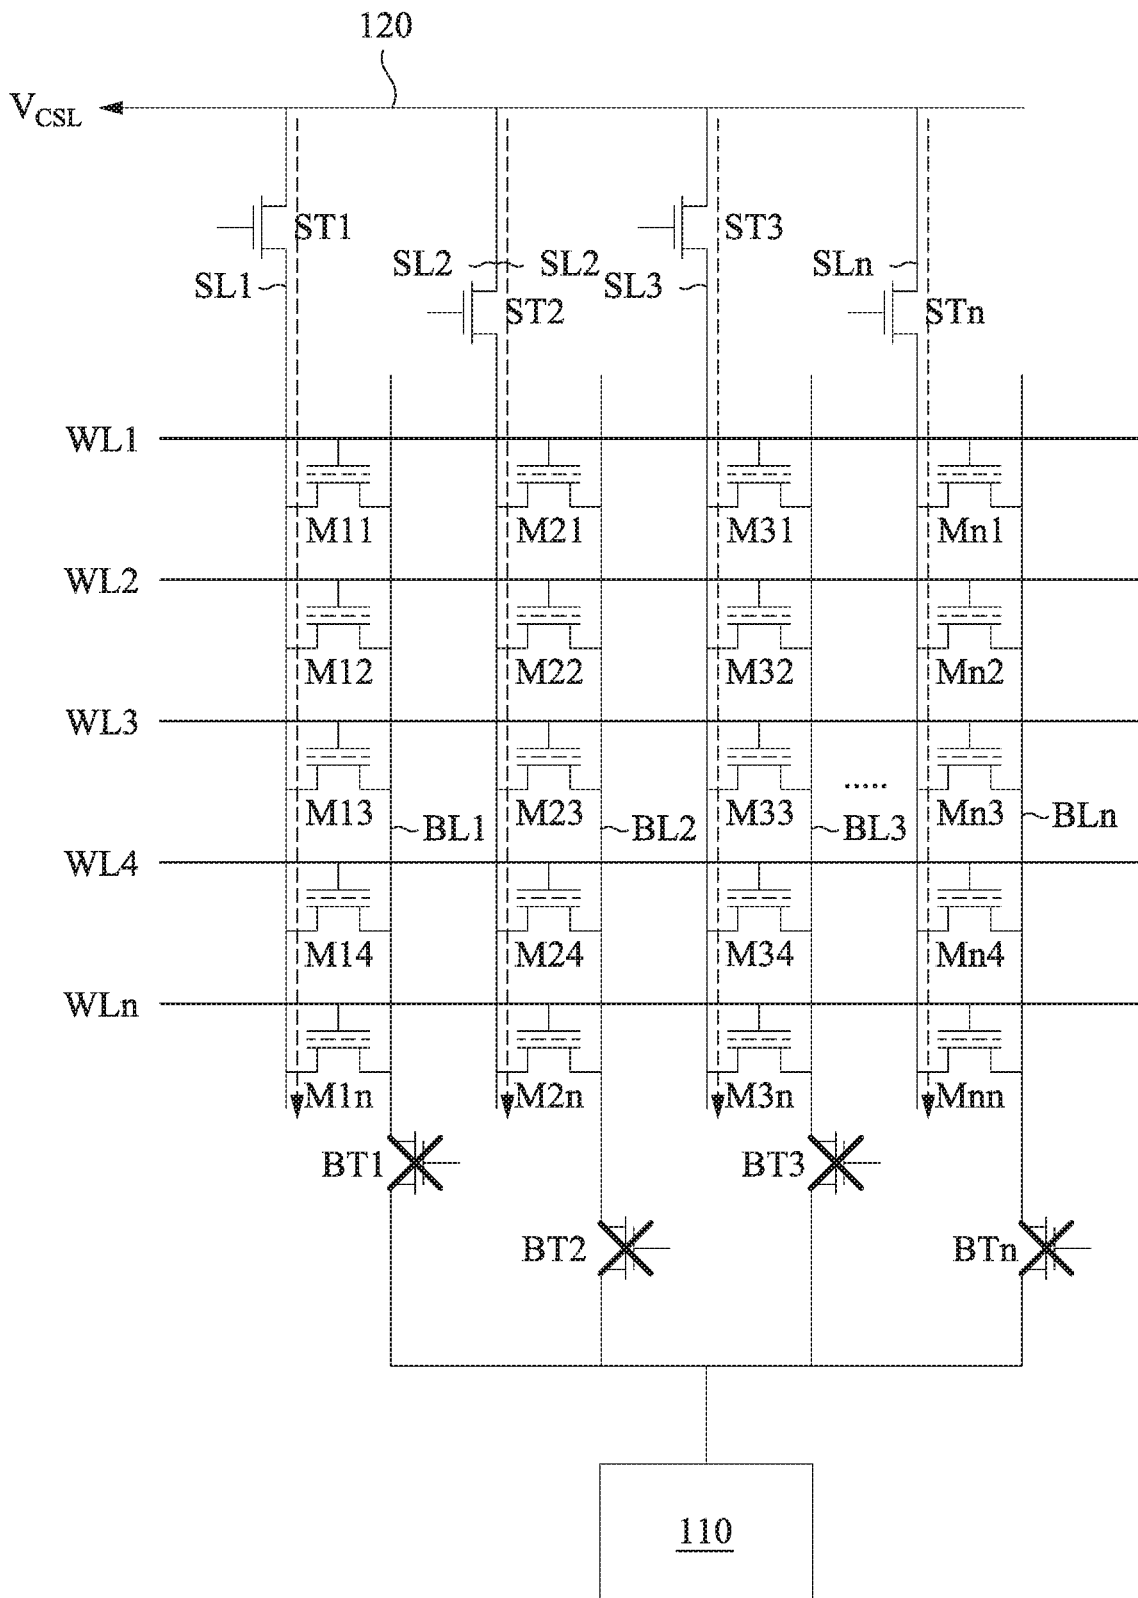 120
VCSL
ST1
ST3
SL2
SL2
SLn
SL1
SL3
ST2
STn
WL1
M11
M21
M31
Mn1
WL2
M12
M22
M32
Mn2
WL3
M13
M23
M33
.....
Mn3
BL1
BL2
BL3
BLn
WL4
M14
M24
M34
Mn4
WLn
M1n
M2n
M3n
Mnn
BT1
BT3
BT2
BTn
110